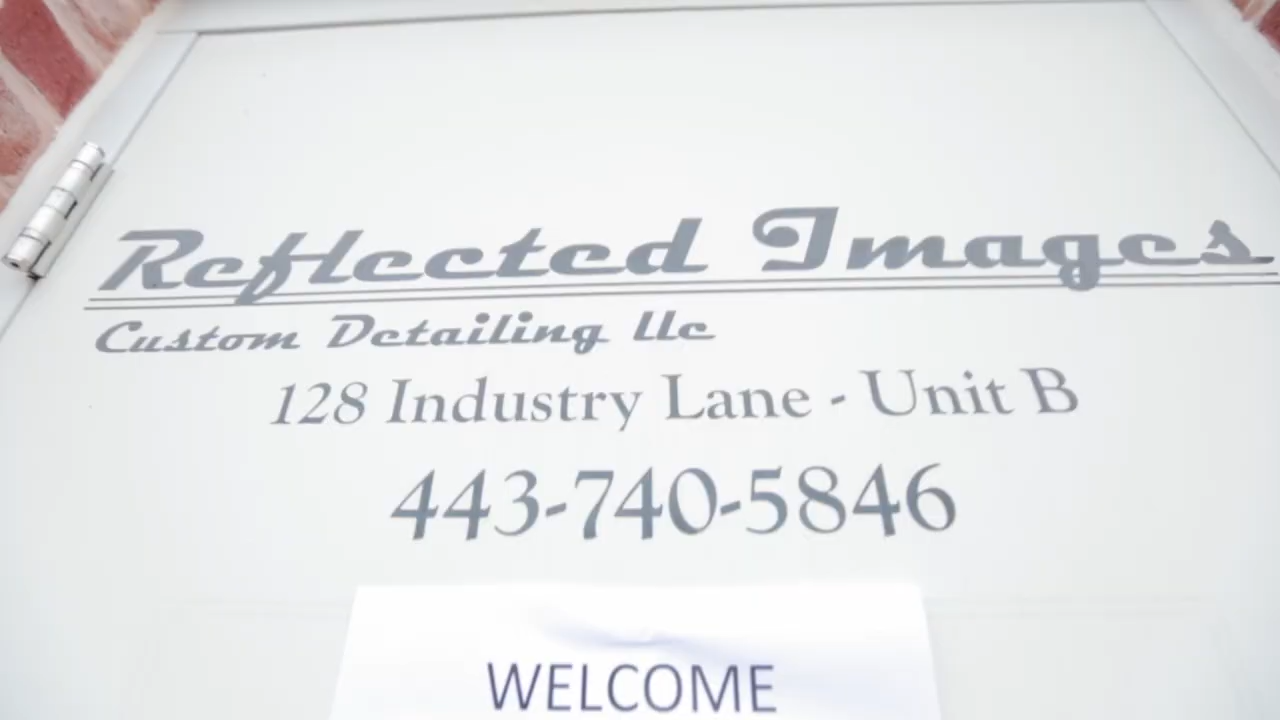 Reflected Images
Custom Detailing llc
128 Industry Lane - Unit B
443-740-5846
WELCOME